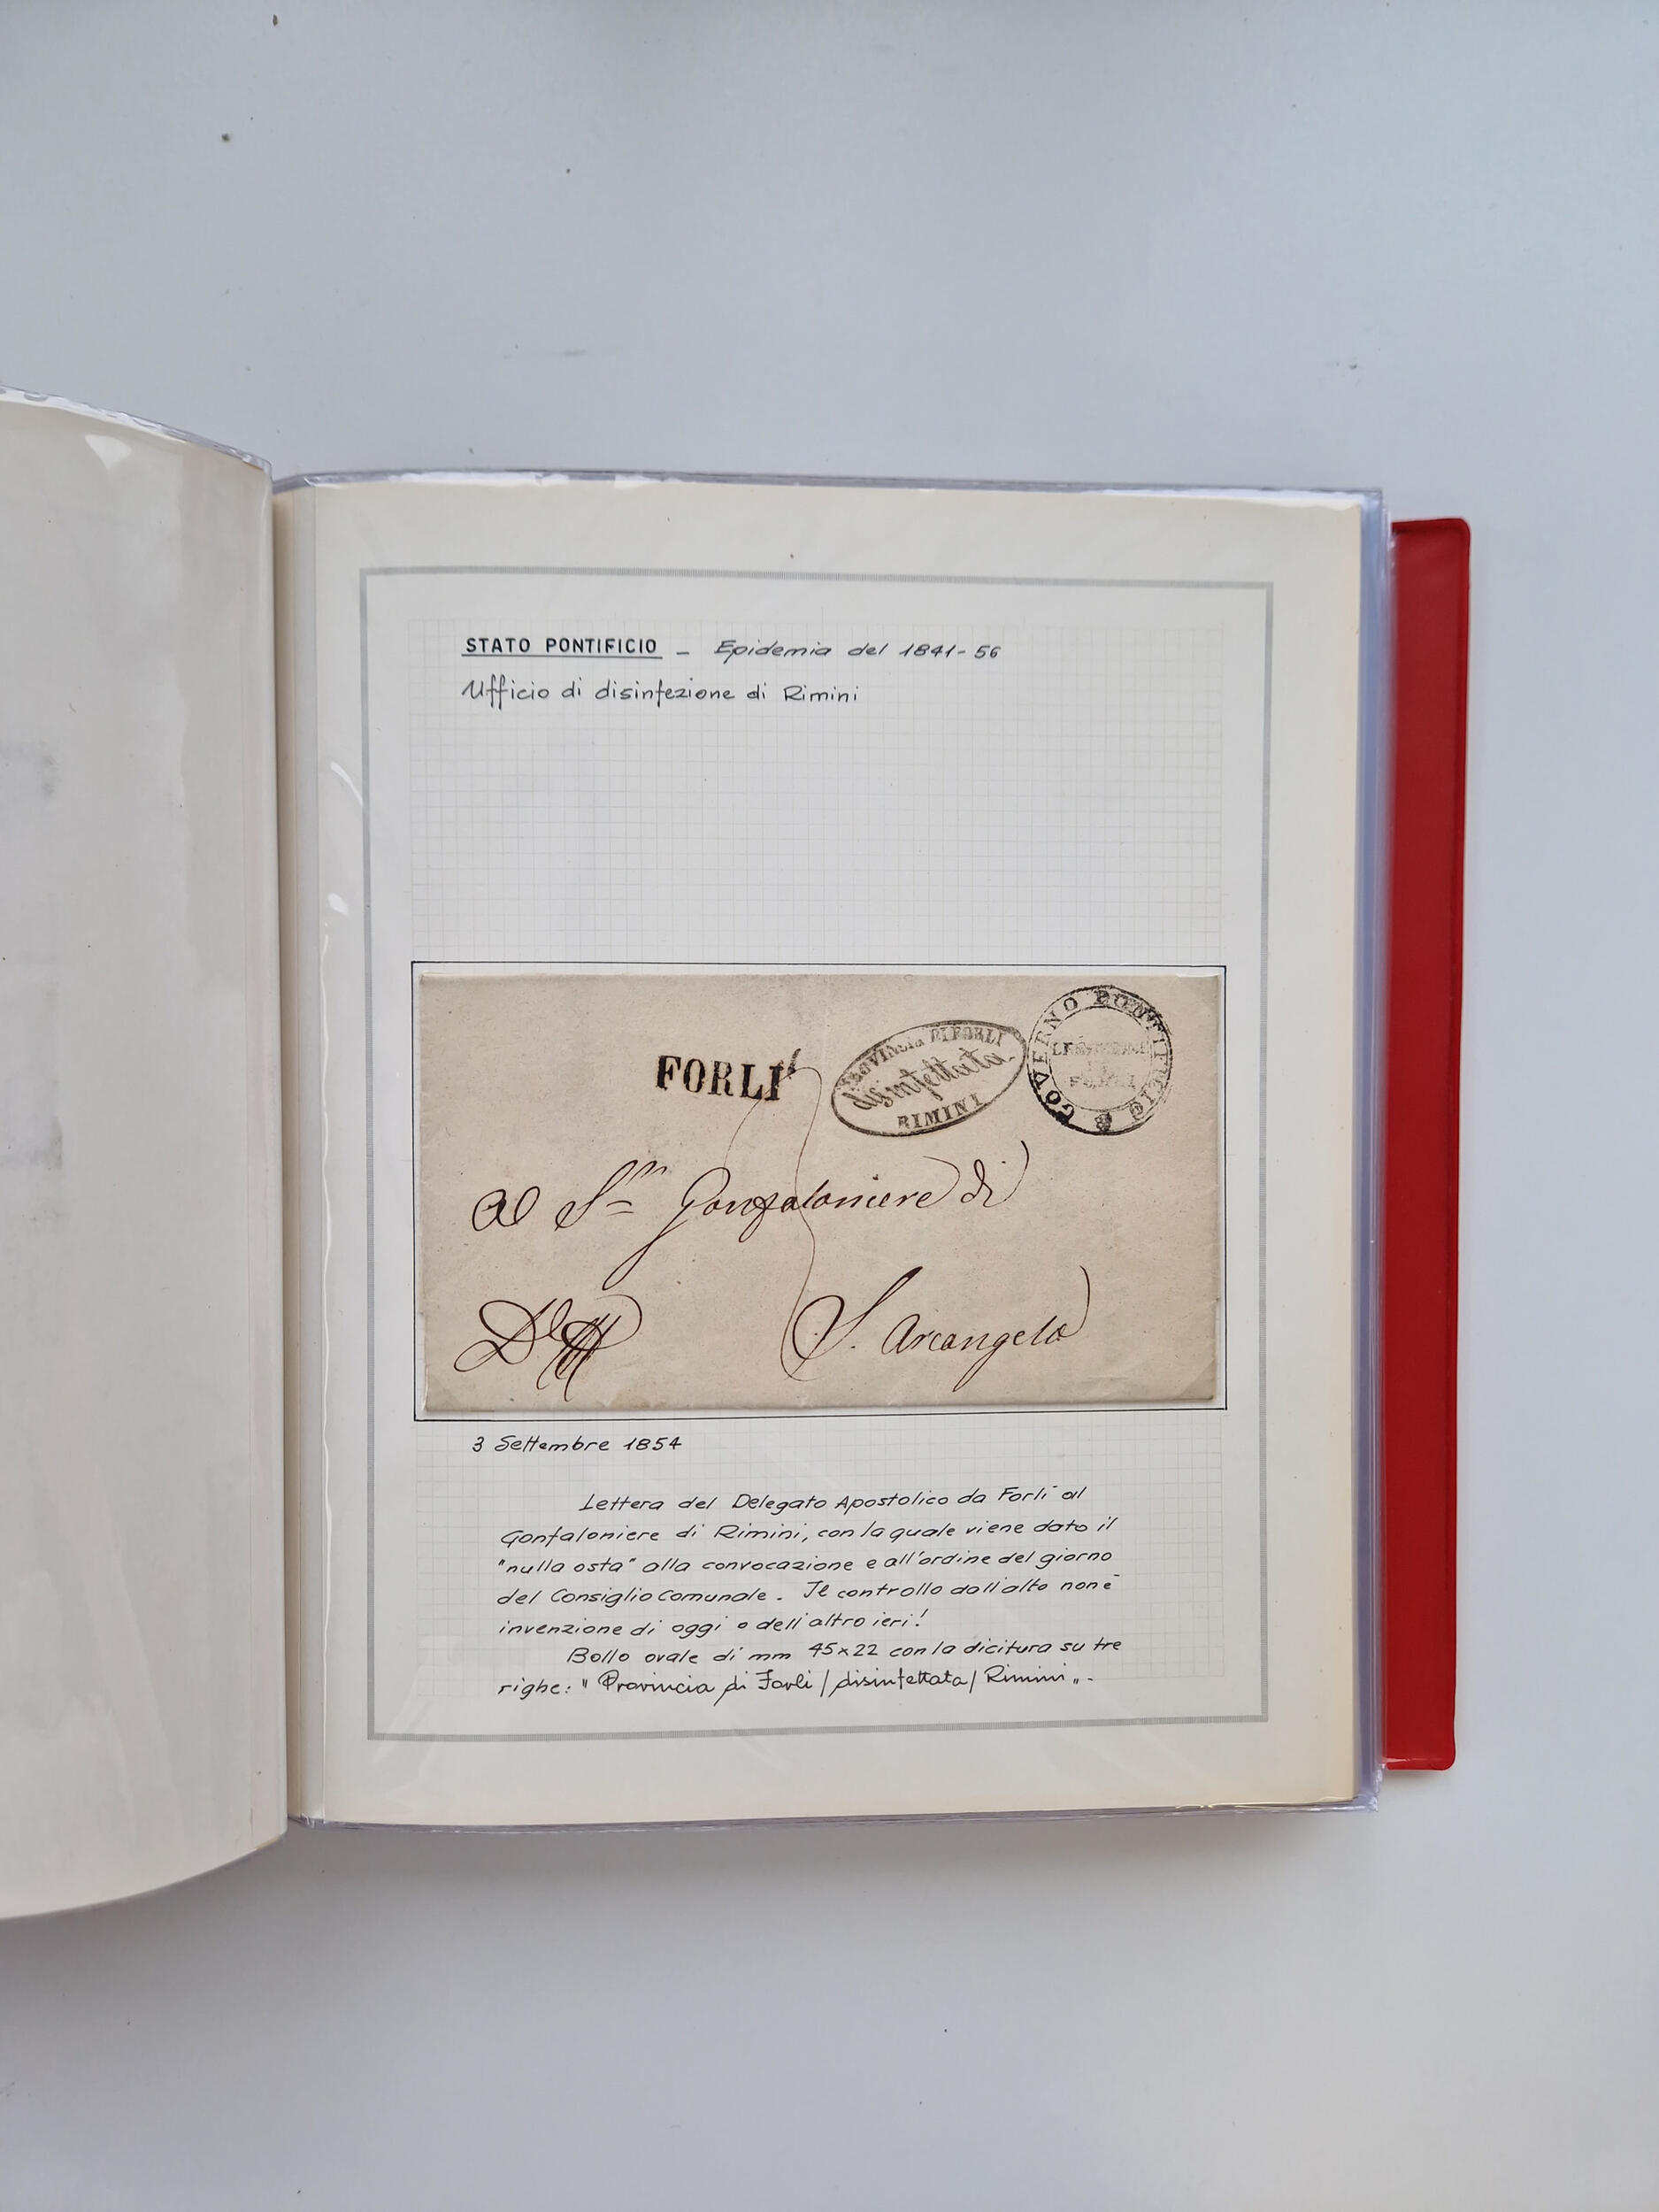 STATO PONTIFICIO - Epidemia del 1841-56
Ufficio di disinfezione di Rimini
FORLI'
PROVINCIA DI FORLI
disinfettata
RIMINI
GOVERNO PONTIFICIO
FORLI
Al Sr Gonfaloniere di
S. Arcangelo
3 Settembre 1854
Lettera del Delegato Apostolico da Forlì al
Gonfaloniere di Rimini, con la quale viene dato il
"nulla osta" alla convocazione e all'ordine del giorno
del Consiglio Comunale. Il controllo dall'alto non è
invenzione di oggi o dell'altro ieri!
Bollo ovale di mm 45x22 con la dicitura su tre
righe: "Provincia di Forlì/disinfettata/Rimini".-